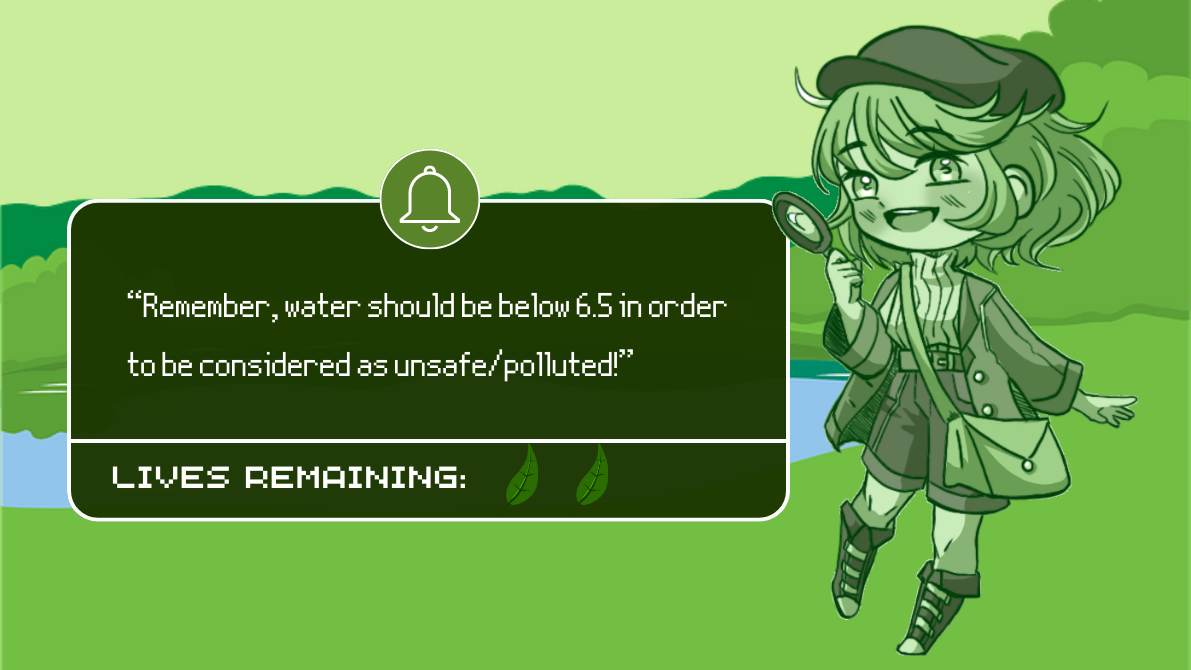 “Remember, water should be below 6.5 in order
to be considered as unsafe/polluted!”
LIVES REMAINING: